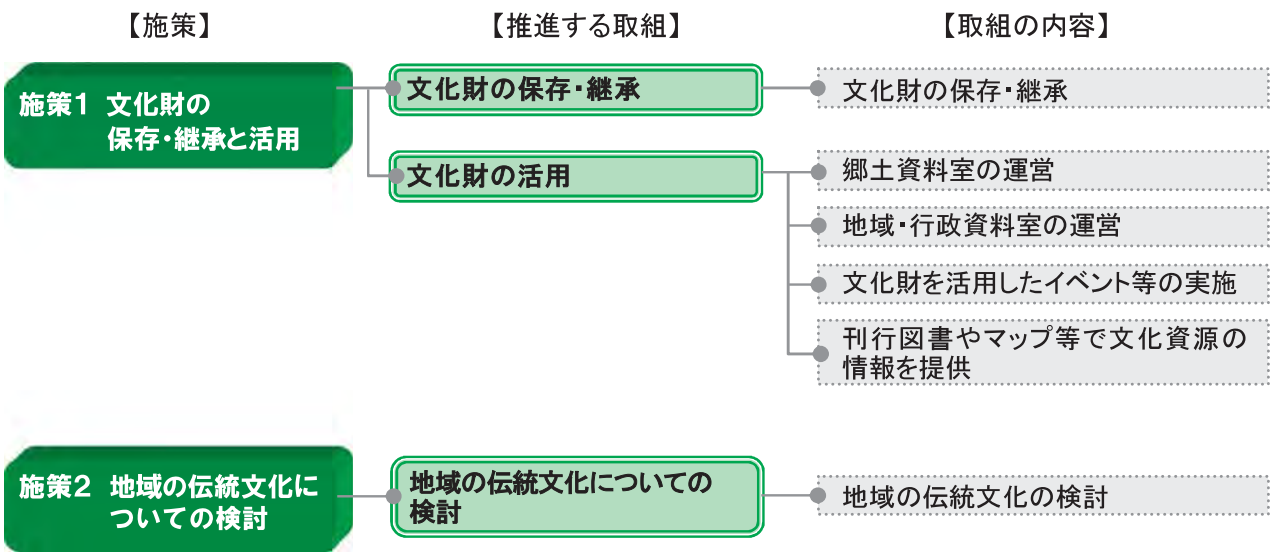 【施策】
【推進する取組】
【取組の内容】
施策1 文化財の
保存・継承と活用
文化財の保存・継承
文化財の保存・継承
文化財の活用
郷土資料室の運営
地域・行政資料室の運営
文化財を活用したイベント等の実施
刊行図書やマップ等で文化資源の
情報を提供
施策2 地域の伝統文化に
ついての検討
地域の伝統文化についての
検討
地域の伝統文化の検討